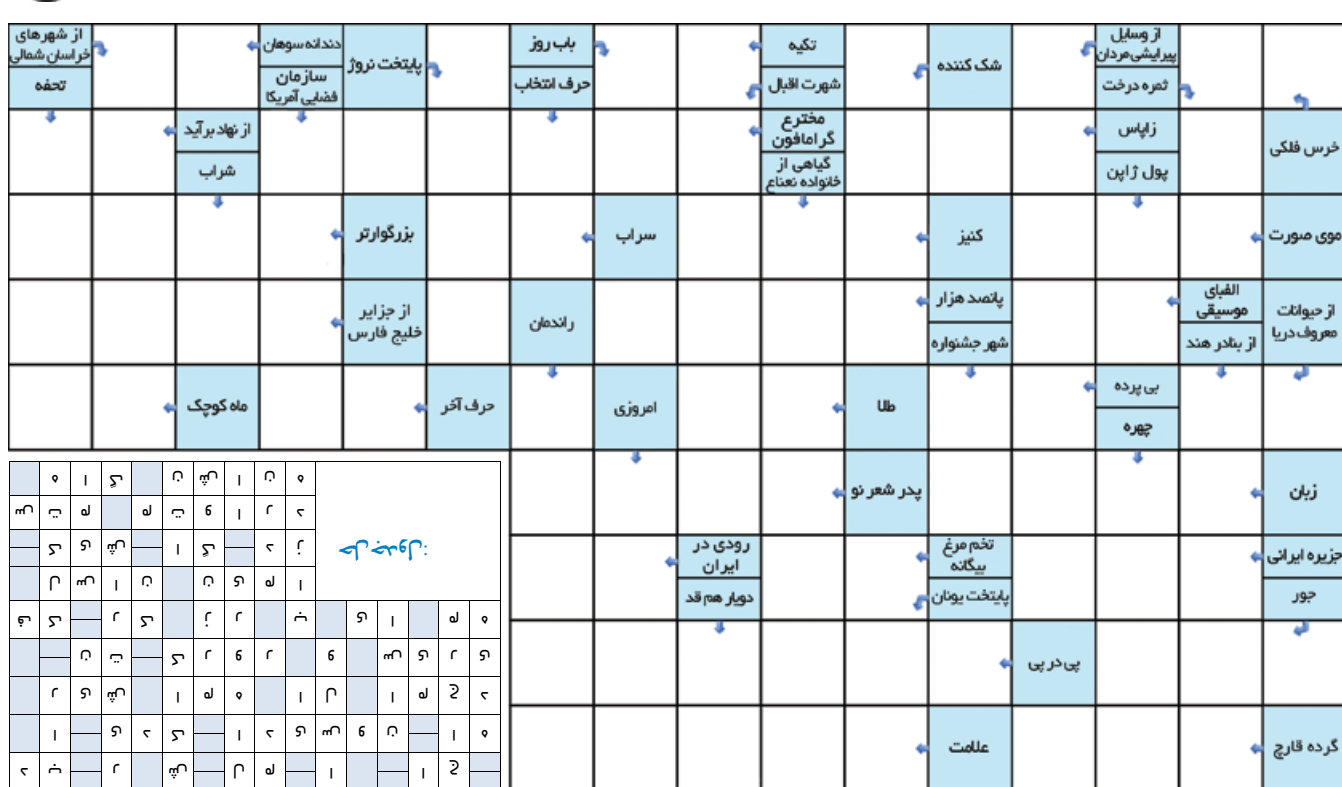 از وسایل
پیرایشی مردان
ثمره درخت
شک کننده
تکیه
شهرت اقبال
باب روز
حرف انتخاب
پایتخت نروژ
دندانه سوهان
سازمان
فضایی آمریکا
از شهرهای
خراسان شمالی
تحفه
خرس فلکی
زاپاس
پول ژاپن
مخترع
گرامافون
گیاهی از
خانواده نعناع
از نهاد برآید
شراب
موی صورت
کنیز
سراب
بزرگوارتر
از حیوانات
معروف دریا
الفبای
موسیقی
از بنادر هند
پانصد هزار
شهر جشنواره
راندمان
از جزایر
خلیج فارس
بی پرده
چهره
طلا
امروزی
حرف آخر
ماه کوچک
زبان
پدر شعر نو
جزیره ایرانی
جور
تخم مرغ
بیگانه
پایتخت یونان
رودی در
ایران
دویار هم قد
پی در پی
گرده قارچ
علامت
حل جدول:
د ب ر ش ل م ا ا ج
ا ی د ک ا د ی س و ن ا ه
ر ی ش ا م ه ا ل ا م ج د
ن ت ک ر و ر و س ی ر ی
ک ر ک ز ر ب ی ا م ه
ل س ا ن ن ی م ا
ک ی ش ا گ د ز
س ت م م ت و ا ر د
ه ا گ ن ش ا ن ه